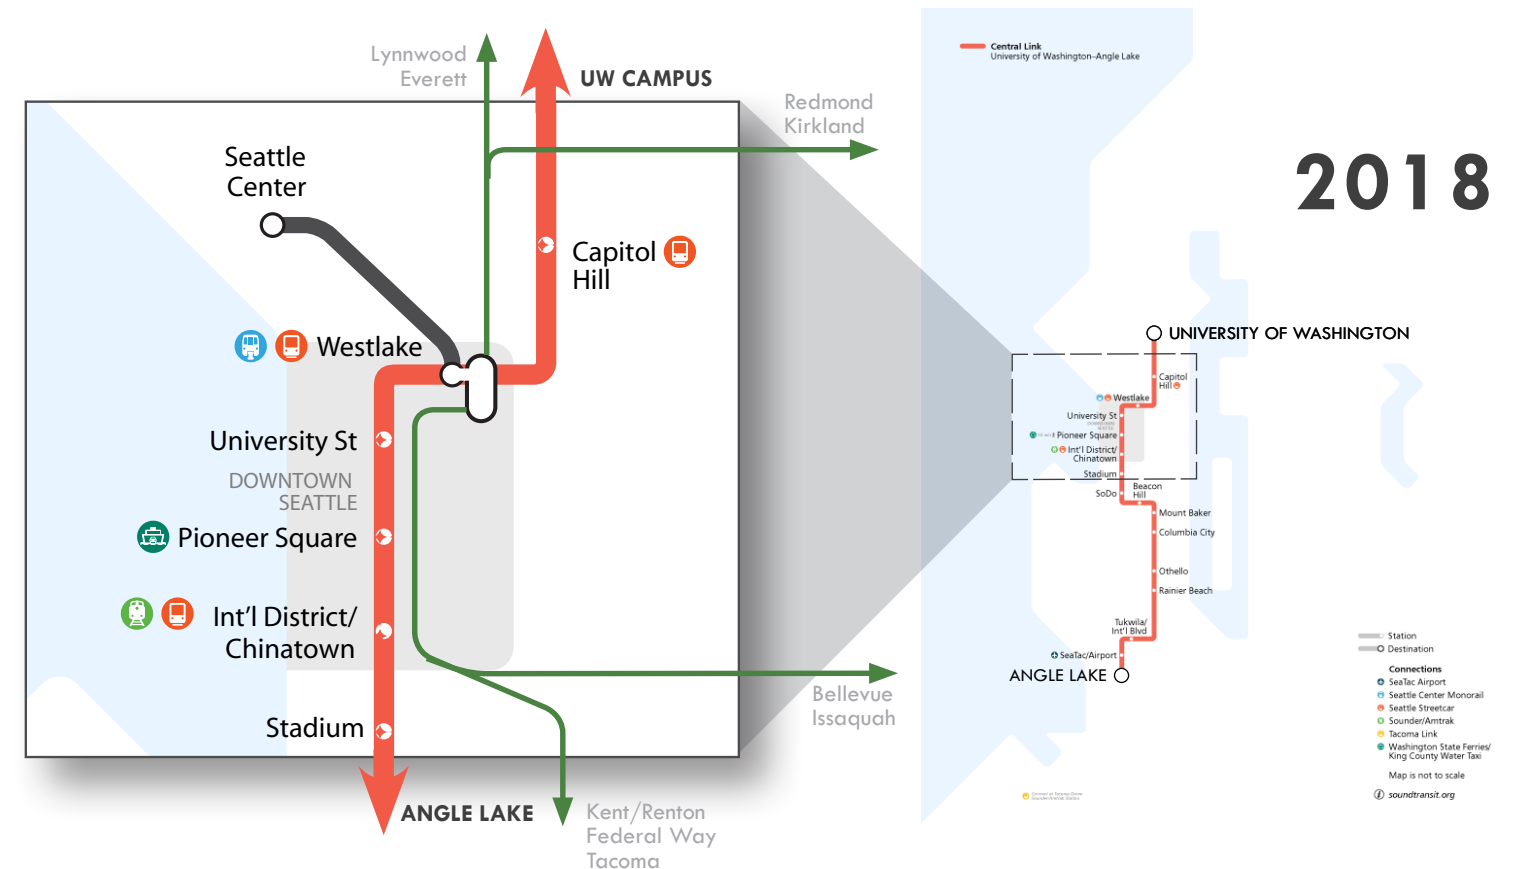 Lynnwood
Everett
UW CAMPUS
Redmond
Kirkland
Seattle
Center
Capitol
Hill
Westlake
University St
DOWNTOWN
SEATTLE
Pioneer Square
Int'l District/
Chinatown
Stadium
ANGLE LAKE
Bellevue
Issaquah
Kent/Renton
Federal Way
Tacoma
Central Link
University of Washington–Angle Lake
2018
UNIVERSITY OF WASHINGTON
Capitol
Hill
Westlake
University St
DOWNTOWN
SEATTLE
Pioneer Square
Int'l District/
Chinatown
Stadium
SoDo
Beacon
Hill
Mount Baker
Columbia City
Othello
Rainier Beach
Tukwila/
Int'l Blvd
SeaTac/Airport
ANGLE LAKE
Station
Destination
Connections
SeaTac Airport
Seattle Center Monorail
Seattle Streetcar
Sounder/Amtrak
Tacoma Link
Washington State Ferries/
King County Water Taxi
Map is not to scale
soundtransit.org